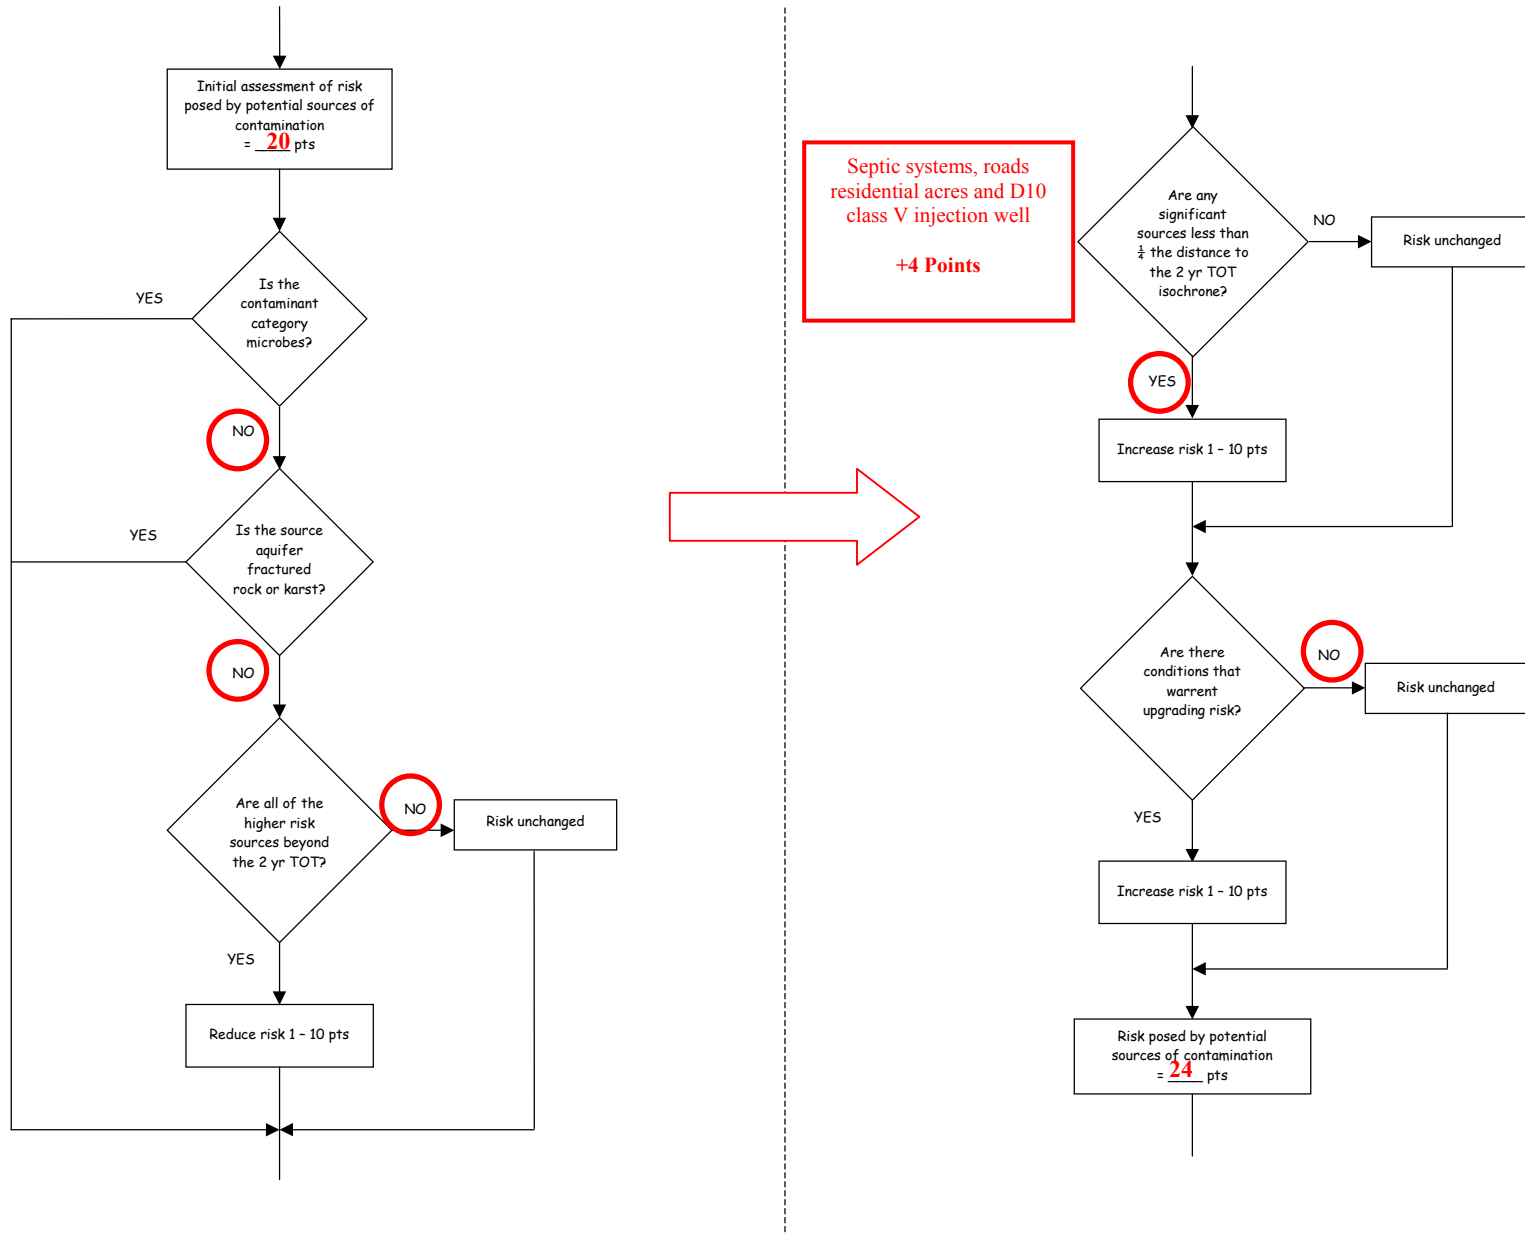 Initial assessment of risk
posed by potential sources of
contamination
= 20 pts
Is the
contaminant
category
microbes?
YES
NO
Is the source
aquifer
fractured
rock or karst?
YES
NO
Are all of the
higher risk
sources beyond
the 2 yr TOT?
NO
Risk unchanged
YES
Reduce risk 1 – 10 pts
Septic systems, roads
residential acres and D10
class V injection well
+4 Points
Are any
significant
sources less than
¼ the distance to
the 2 yr TOT
isochrone?
NO
Risk unchanged
YES
Increase risk 1 – 10 pts
Are there
conditions that
warrent
upgrading risk?
NO
Risk unchanged
YES
Increase risk 1 – 10 pts
Risk posed by potential
sources of contamination
= 24 pts